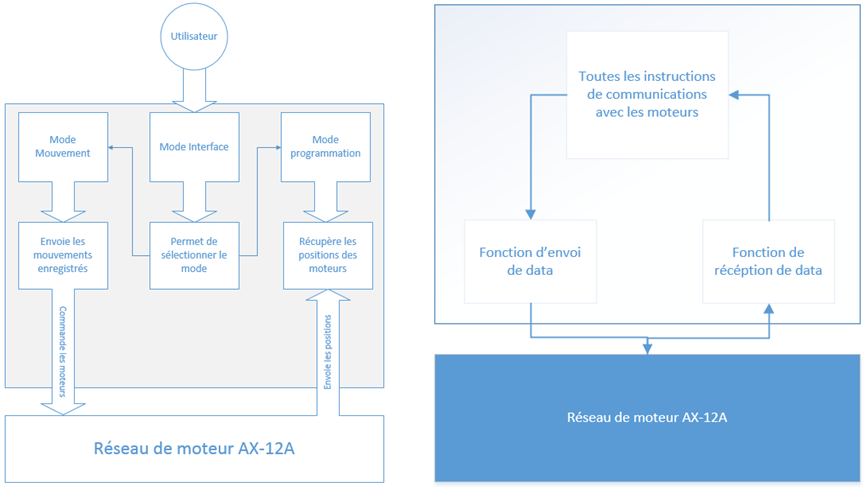 Utilisateur
Mode
Mouvement
Mode Interface
Mode
programmation
Envoie les
mouvements
enregistrés
Permet de
sélectionner le
mode
Récupère les
positions des
moteurs
Commande les moteurs
Envoie les positions
Réseau de moteur AX-12A
Toutes les instructions
de communications
avec les moteurs
Fonction d'envoi
de data
Fonction de
récéption de data
Réseau de moteur AX-12A